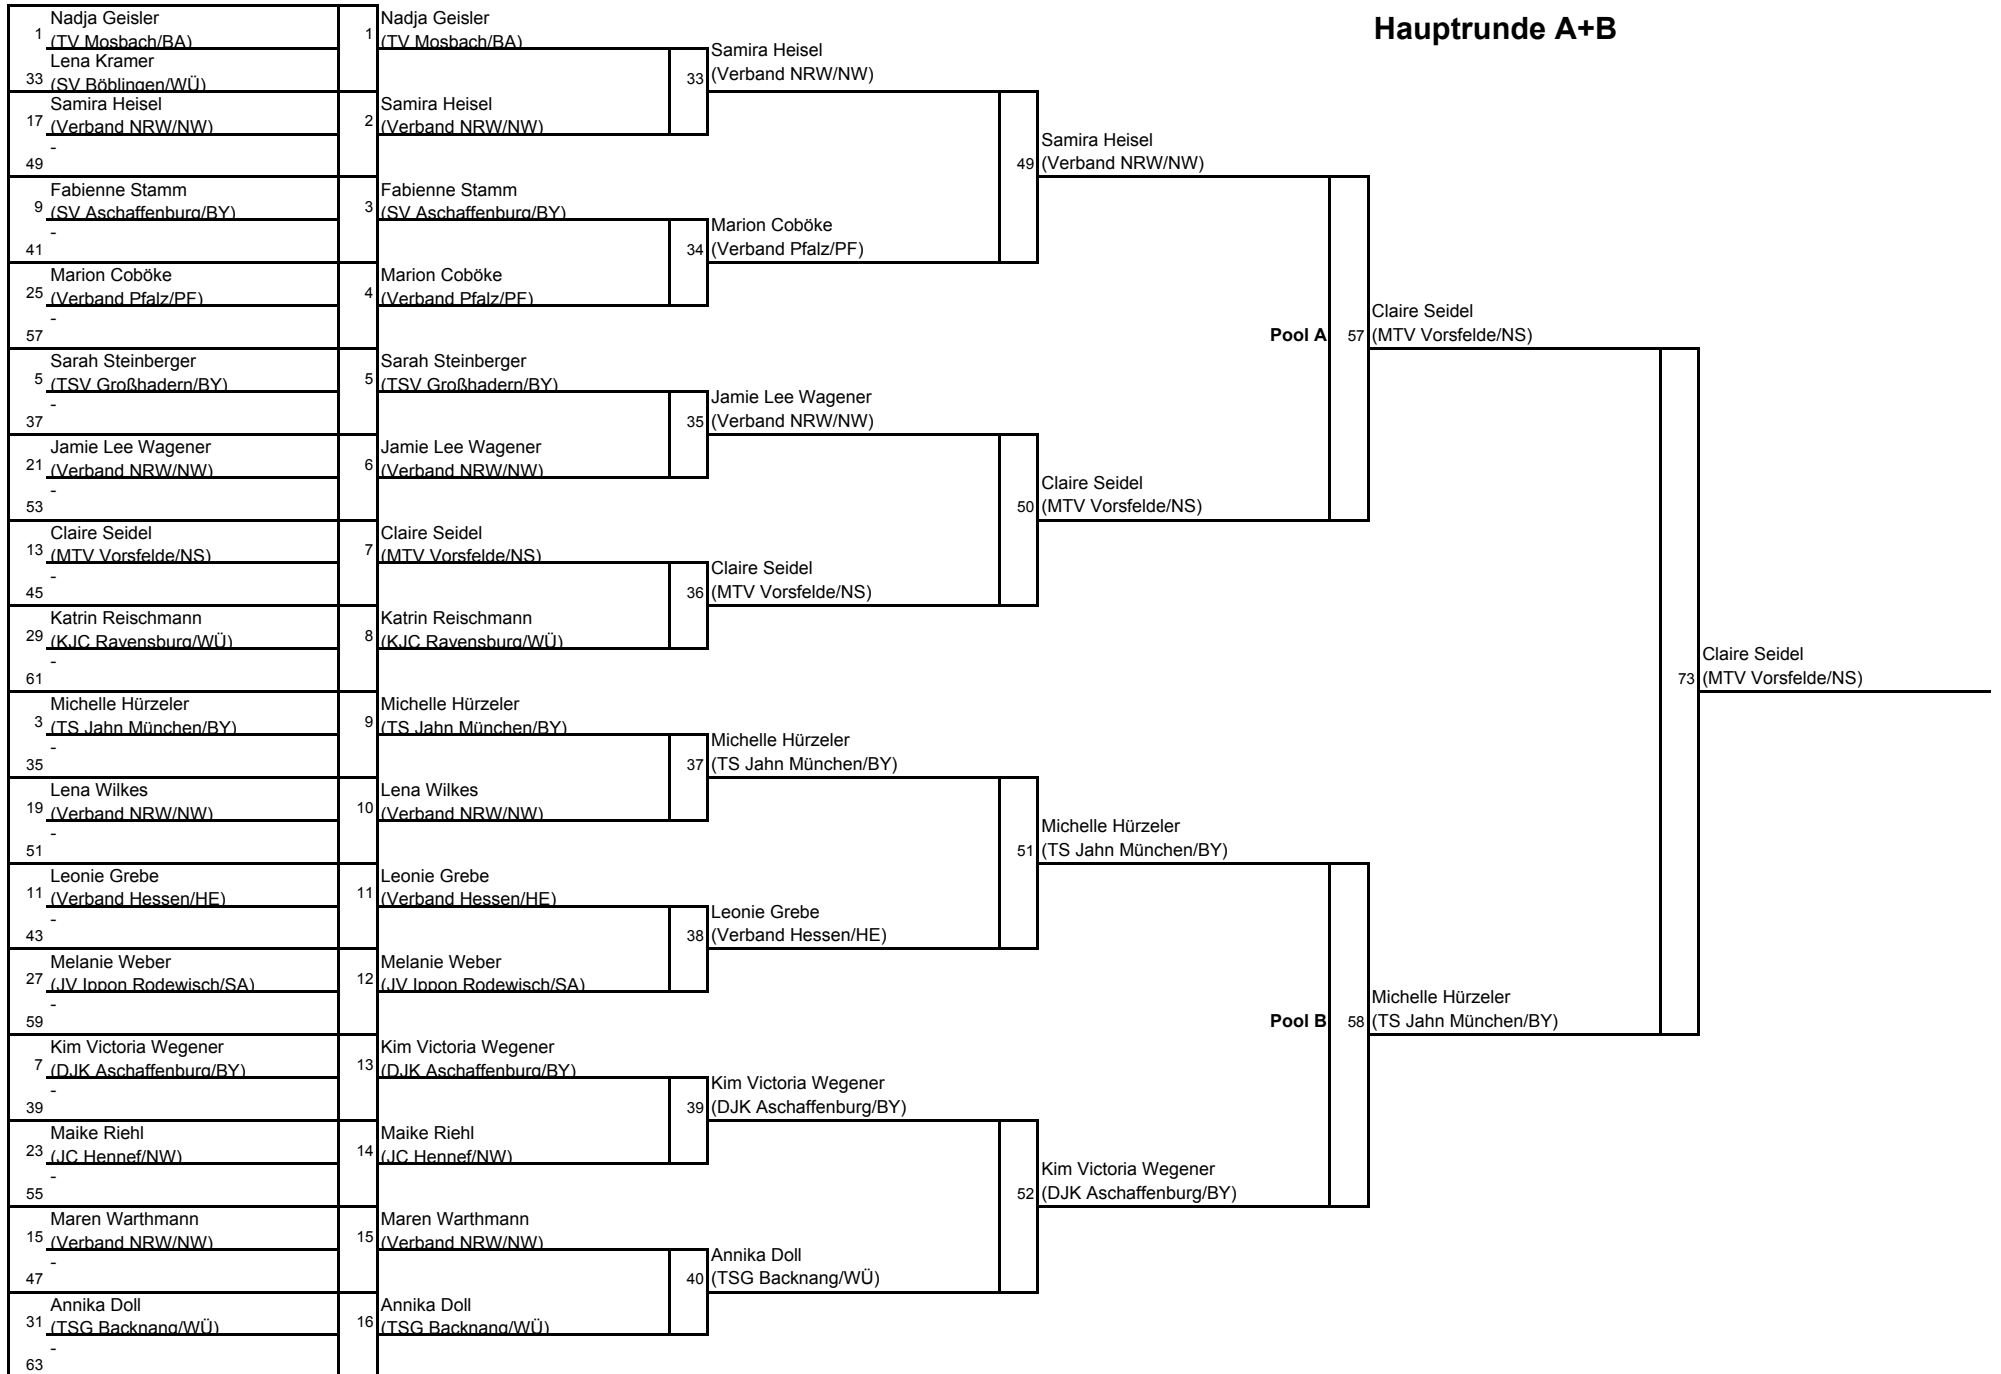 Hauptrunde A+B
1
Nadja Geisler
(TV Mosbach/BA)
33
Lena Kramer
(SV Böblingen/WÜ)
17
Samira Heisel
(Verband NRW/NW)
49
-
9
Fabienne Stamm
(SV Aschaffenburg/BY)
41
-
25
Marion Coböke
(Verband Pfalz/PF)
57
-
5
Sarah Steinberger
(TSV Großhadern/BY)
37
-
21
Jamie Lee Wagener
(Verband NRW/NW)
53
-
13
Claire Seidel
(MTV Vorsfelde/NS)
45
-
29
Katrin Reischmann
(KJC Ravensburg/WÜ)
61
-
3
Michelle Hürzeler
(TS Jahn München/BY)
35
-
19
Lena Wilkes
(Verband NRW/NW)
51
-
11
Leonie Grebe
(Verband Hessen/HE)
43
-
27
Melanie Weber
(JV Ippon Rodewisch/SA)
59
-
7
Kim Victoria Wegener
(DJK Aschaffenburg/BY)
39
-
23
Maike Riehl
(JC Hennef/NW)
55
-
15
Maren Warthmann
(Verband NRW/NW)
47
-
31
Annika Doll
(TSG Backnang/WÜ)
63
-
1
Nadja Geisler
(TV Mosbach/BA)
2
Samira Heisel
(Verband NRW/NW)
3
Fabienne Stamm
(SV Aschaffenburg/BY)
4
Marion Coböke
(Verband Pfalz/PF)
5
Sarah Steinberger
(TSV Großhadern/BY)
6
Jamie Lee Wagener
(Verband NRW/NW)
7
Claire Seidel
(MTV Vorsfelde/NS)
8
Katrin Reischmann
(KJC Ravensburg/WÜ)
9
Michelle Hürzeler
(TS Jahn München/BY)
10
Lena Wilkes
(Verband NRW/NW)
11
Leonie Grebe
(Verband Hessen/HE)
12
Melanie Weber
(JV Ippon Rodewisch/SA)
13
Kim Victoria Wegener
(DJK Aschaffenburg/BY)
14
Maike Riehl
(JC Hennef/NW)
15
Maren Warthmann
(Verband NRW/NW)
16
Annika Doll
(TSG Backnang/WÜ)
33
Samira Heisel
(Verband NRW/NW)
34
Marion Coböke
(Verband Pfalz/PF)
35
Jamie Lee Wagener
(Verband NRW/NW)
36
Claire Seidel
(MTV Vorsfelde/NS)
37
Michelle Hürzeler
(TS Jahn München/BY)
38
Leonie Grebe
(Verband Hessen/HE)
39
Kim Victoria Wegener
(DJK Aschaffenburg/BY)
40
Annika Doll
(TSG Backnang/WÜ)
49
Samira Heisel
(Verband NRW/NW)
50
Claire Seidel
(MTV Vorsfelde/NS)
51
Michelle Hürzeler
(TS Jahn München/BY)
52
Kim Victoria Wegener
(DJK Aschaffenburg/BY)
Pool A
57
Claire Seidel
(MTV Vorsfelde/NS)
Pool B
58
Michelle Hürzeler
(TS Jahn München/BY)
73
Claire Seidel
(MTV Vorsfelde/NS)